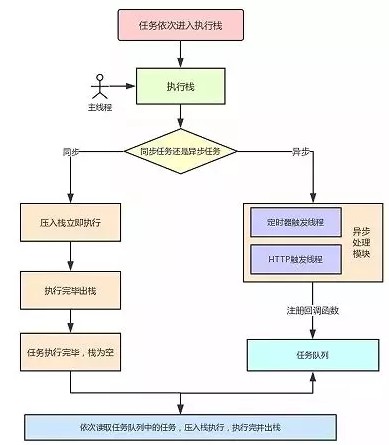 任务依次进入执行栈
执行栈
主线程
同步任务还是异步任务
同步
异步
压入栈立即执行
定时器触发线程
异步
处理
模块
HTTP触发线程
执行完毕出栈
注册回调函数
任务执行完毕，栈为空
任务队列
依次读取任务队列中的任务，压入栈执行，执行完并出栈